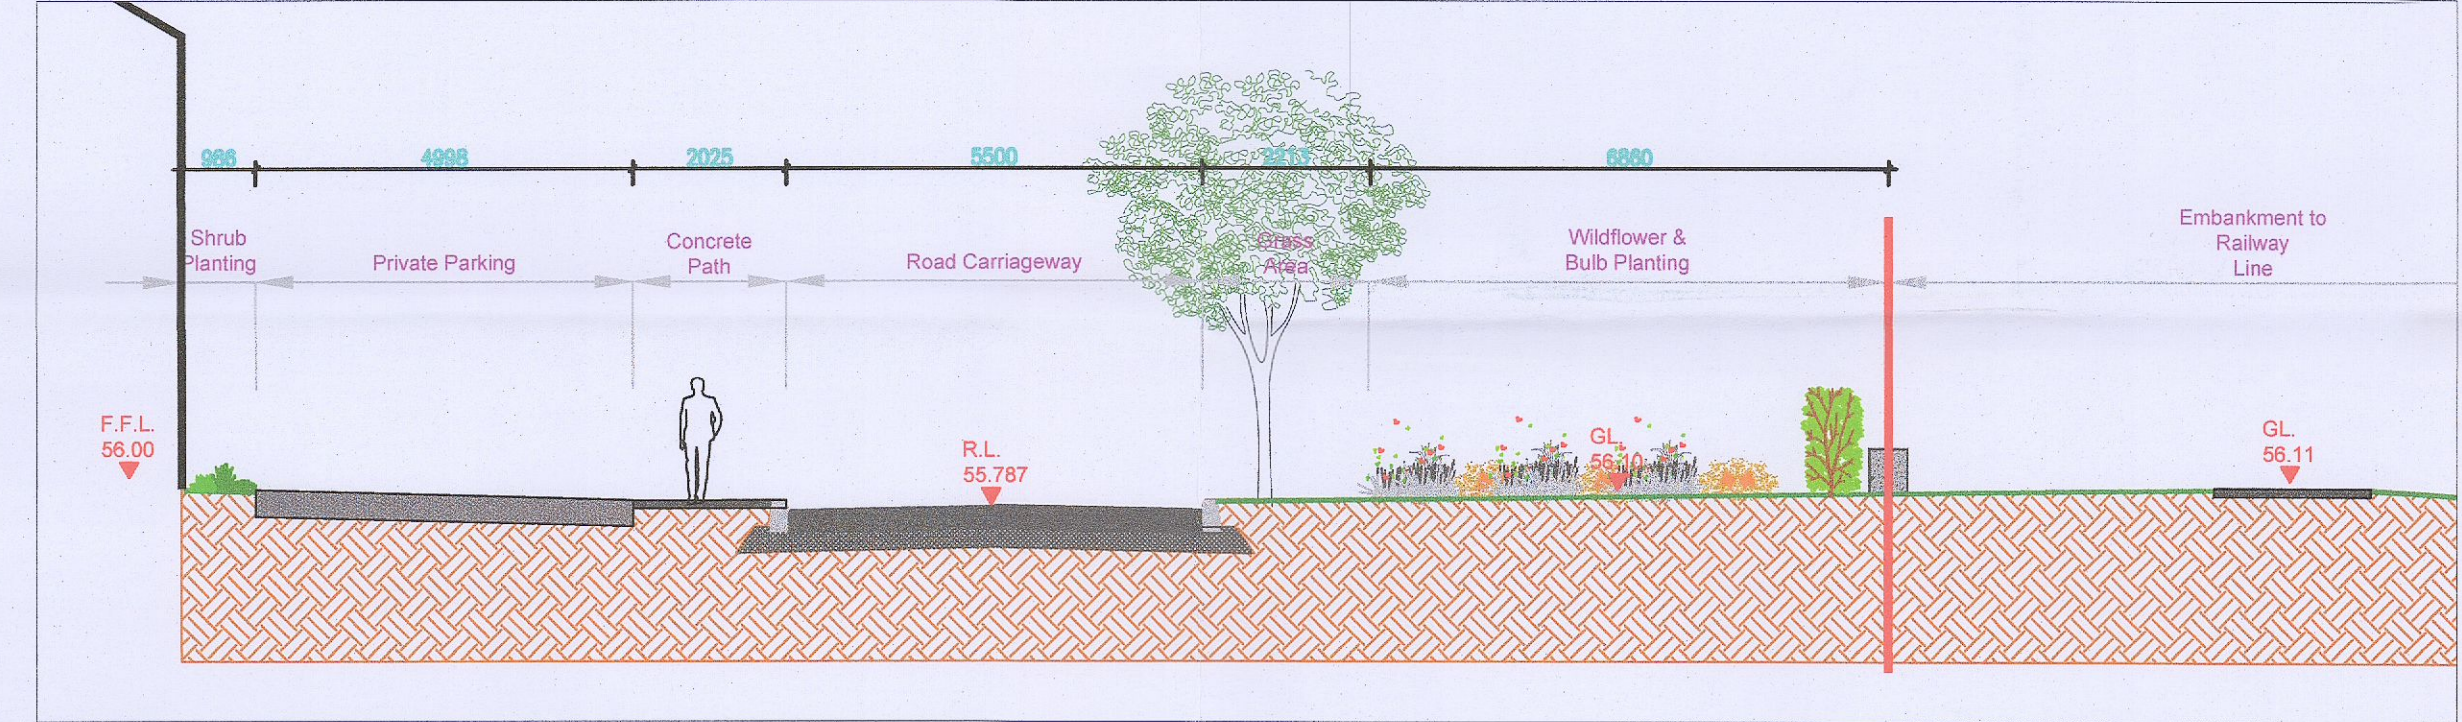 986 4998 2025 5500 2213 6860
Shrub
Planting
Private Parking
Concrete
Path
Road Carriageway
Grass
Area
Wildflower &
Bulb Planting
Embankment to
Railway
Line
F.F.L.
56.00
R.L.
55.787
GL.
56.10
GL.
56.11